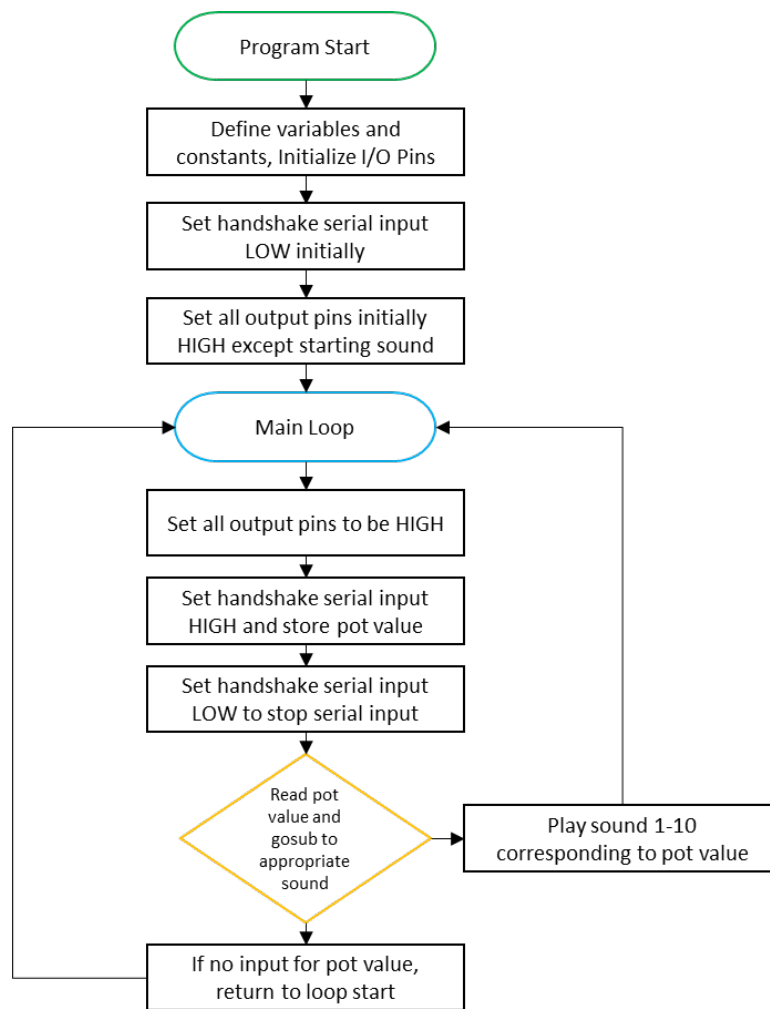 Program Start
Define variables and
constants, Initialize I/O Pins
Set handshake serial input
LOW initially
Set all output pins initially
HIGH except starting sound
Main Loop
Set all output pins to be HIGH
Set handshake serial input
HIGH and store pot value
Set handshake serial input
LOW to stop serial input
Read pot
value and
gosub to
appropriate
sound
Play sound 1-10
corresponding to pot value
If no input for pot value,
return to loop start